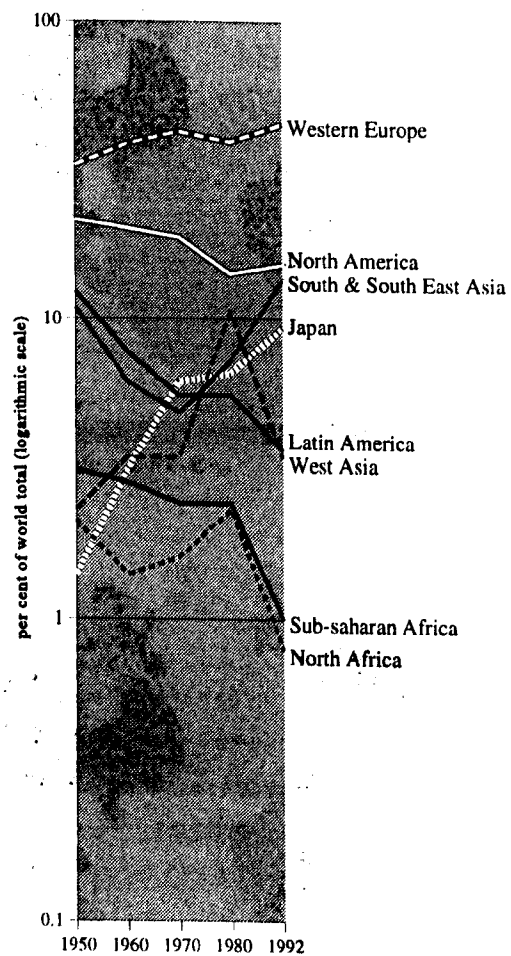 100
Western Europe
North America
South & South East Asia
10
Japan
per cent of world total (logarithmic scale)
Latin America
West Asia
1
Sub-saharan Africa
North Africa
0.1
1950 1960 1970 1980 1992